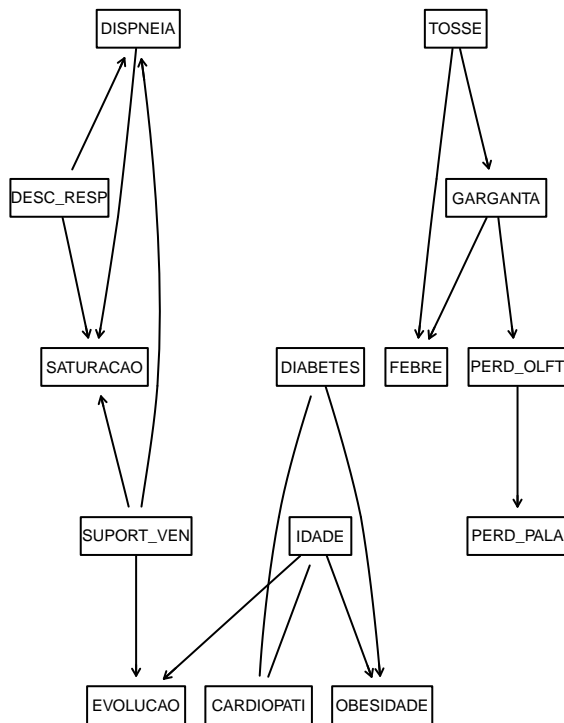 DISPNEIA
TOSSE
DESC_RESP
GARGANTA
SATURACAO
DIABETES
FEBRE
PERD_OLFT
SUPORT_VEN
IDADE
PERD_PALA
EVOLUCAO
CARDIOPATI
OBESIDADE